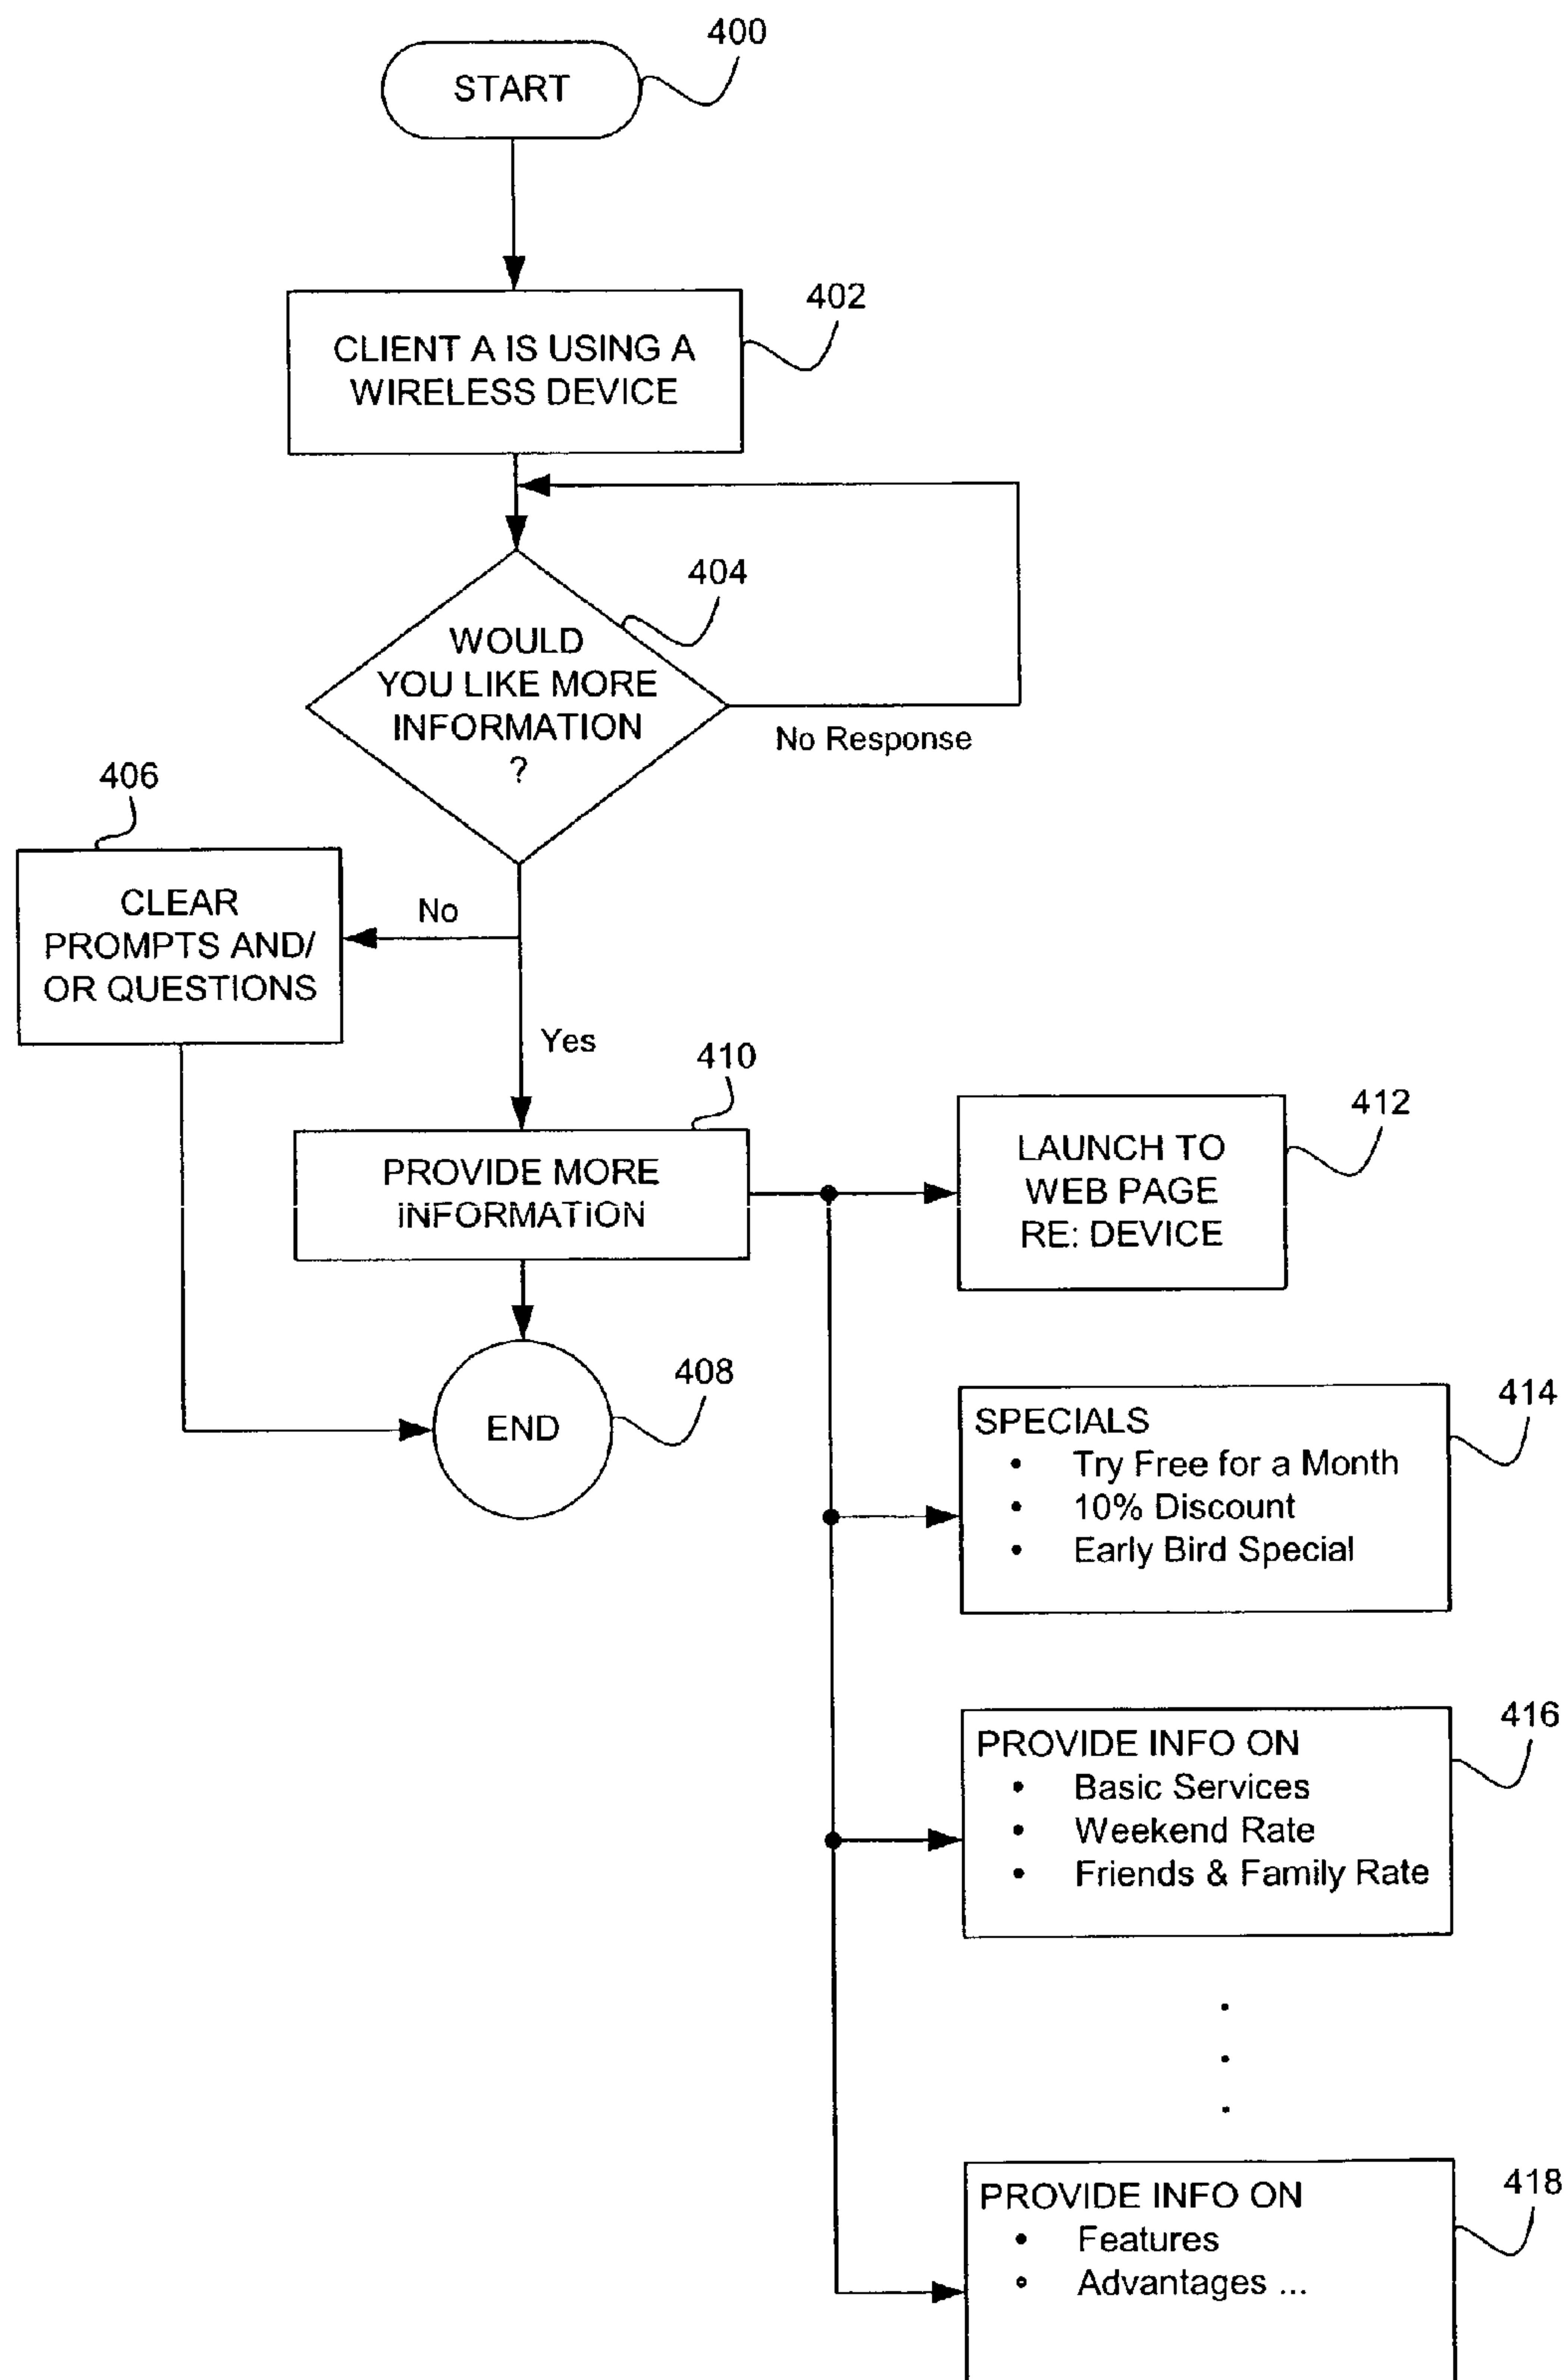 400
START
402
CLIENT A IS USING A
WIRELESS DEVICE
404
WOULD
YOU LIKE MORE
INFORMATION
?
No Response
406
CLEAR
PROMPTS AND/
OR QUESTIONS
No
Yes
410
PROVIDE MORE
INFORMATION
412
LAUNCH TO
WEB PAGE
RE: DEVICE
408
END
414
SPECIALS
• Try Free for a Month
• 10% Discount
• Early Bird Special
416
PROVIDE INFO ON
• Basic Services
• Weekend Rate
• Friends & Family Rate
.
.
.
418
PROVIDE INFO ON
• Features
• Advantages ...